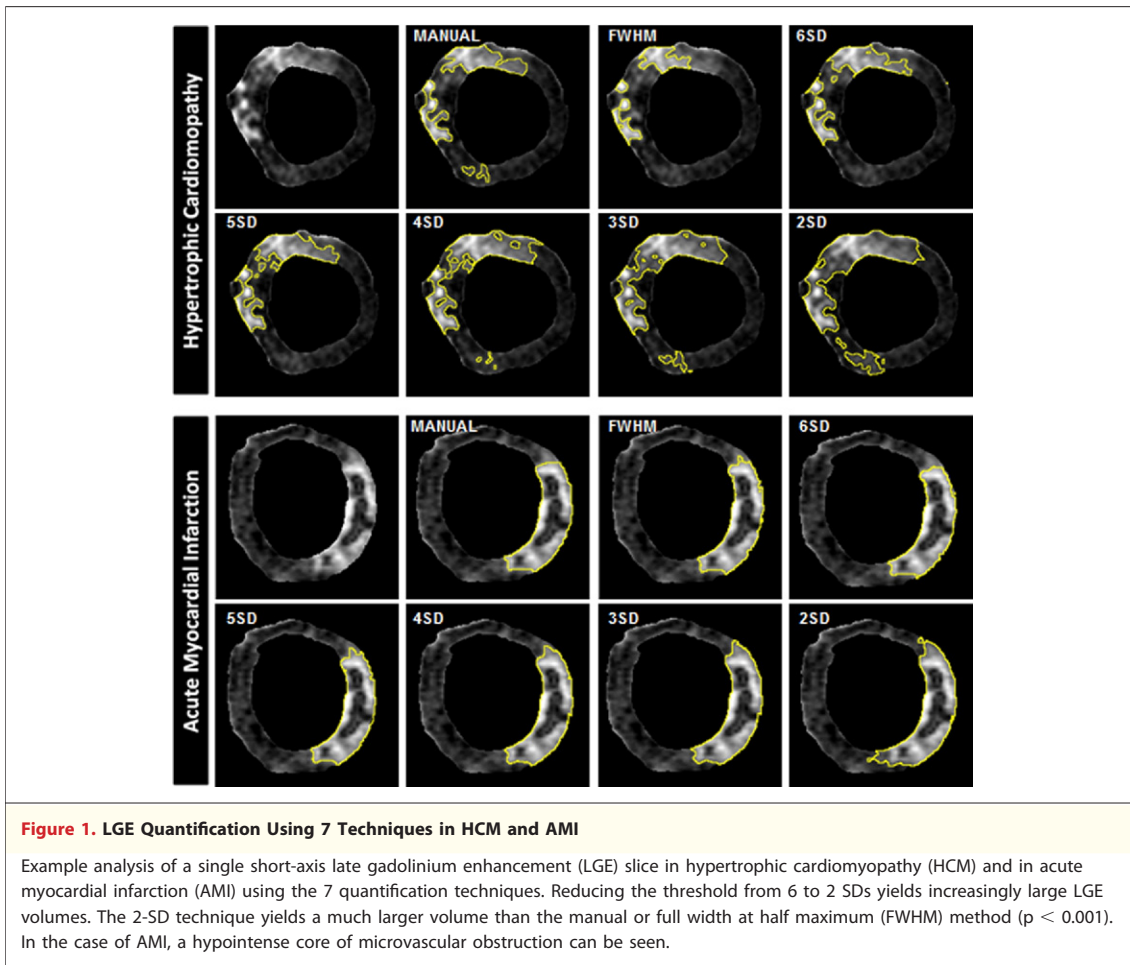 Hypertrophic Cardiomyopathy
MANUAL
FWHM
6SD
5SD
4SD
3SD
2SD
Acute Myocardial Infarction
MANUAL
FWHM
6SD
5SD
4SD
3SD
2SD
Figure 1. LGE Quantification Using 7 Techniques in HCM and AMI
Example analysis of a single short-axis late gadolinium enhancement (LGE) slice in hypertrophic cardiomyopathy (HCM) and in acute
myocardial infarction (AMI) using the 7 quantification techniques. Reducing the threshold from 6 to 2 SDs yields increasingly large LGE
volumes. The 2-SD technique yields a much larger volume than the manual or full width at half maximum (FWHM) method (p < 0.001).
In the case of AMI, a hypointense core of microvascular obstruction can be seen.